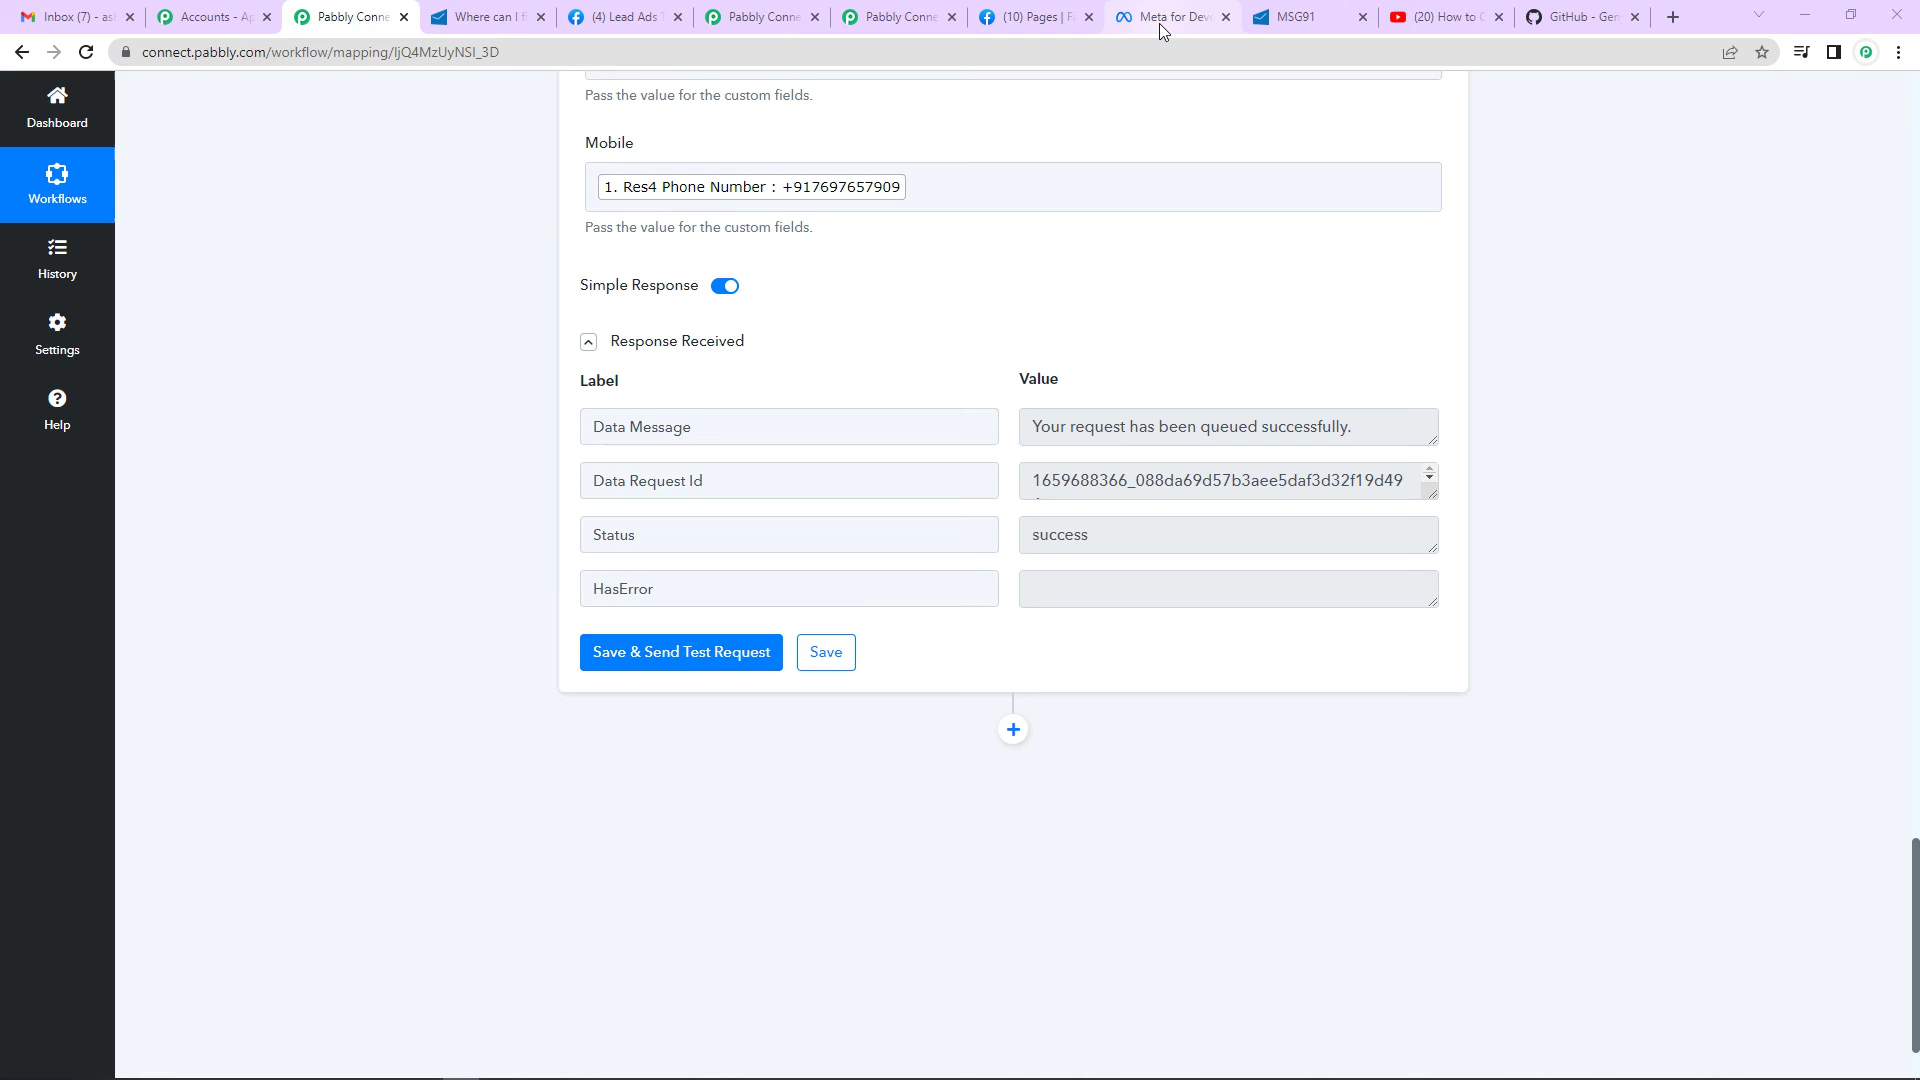 Inbox (7) - as
Accounts - Ap
Pabbly Conne
Where can I fi
(4) Lead Ads T
Pabbly Conne
Pabbly Conne
(10) Pages | F
Meta for Deve
MSG91
(20) How to C
GitHub - Gen
connect.pabbly.com/workflow/mapping/IjQ4MzUyNSI_3D
Dashboard
Workflows
History
Settings
Help
Pass the value for the custom fields.
Mobile
1. Res4 Phone Number : +917697657909
Pass the value for the custom fields.
Simple Response
Response Received
Label Value
Data Message Your request has been queued successfully.
Data Request Id 1659688366_088da69d57b3aee5daf3d32f19d49
Status success
HasError
Save & Send Test Request Save